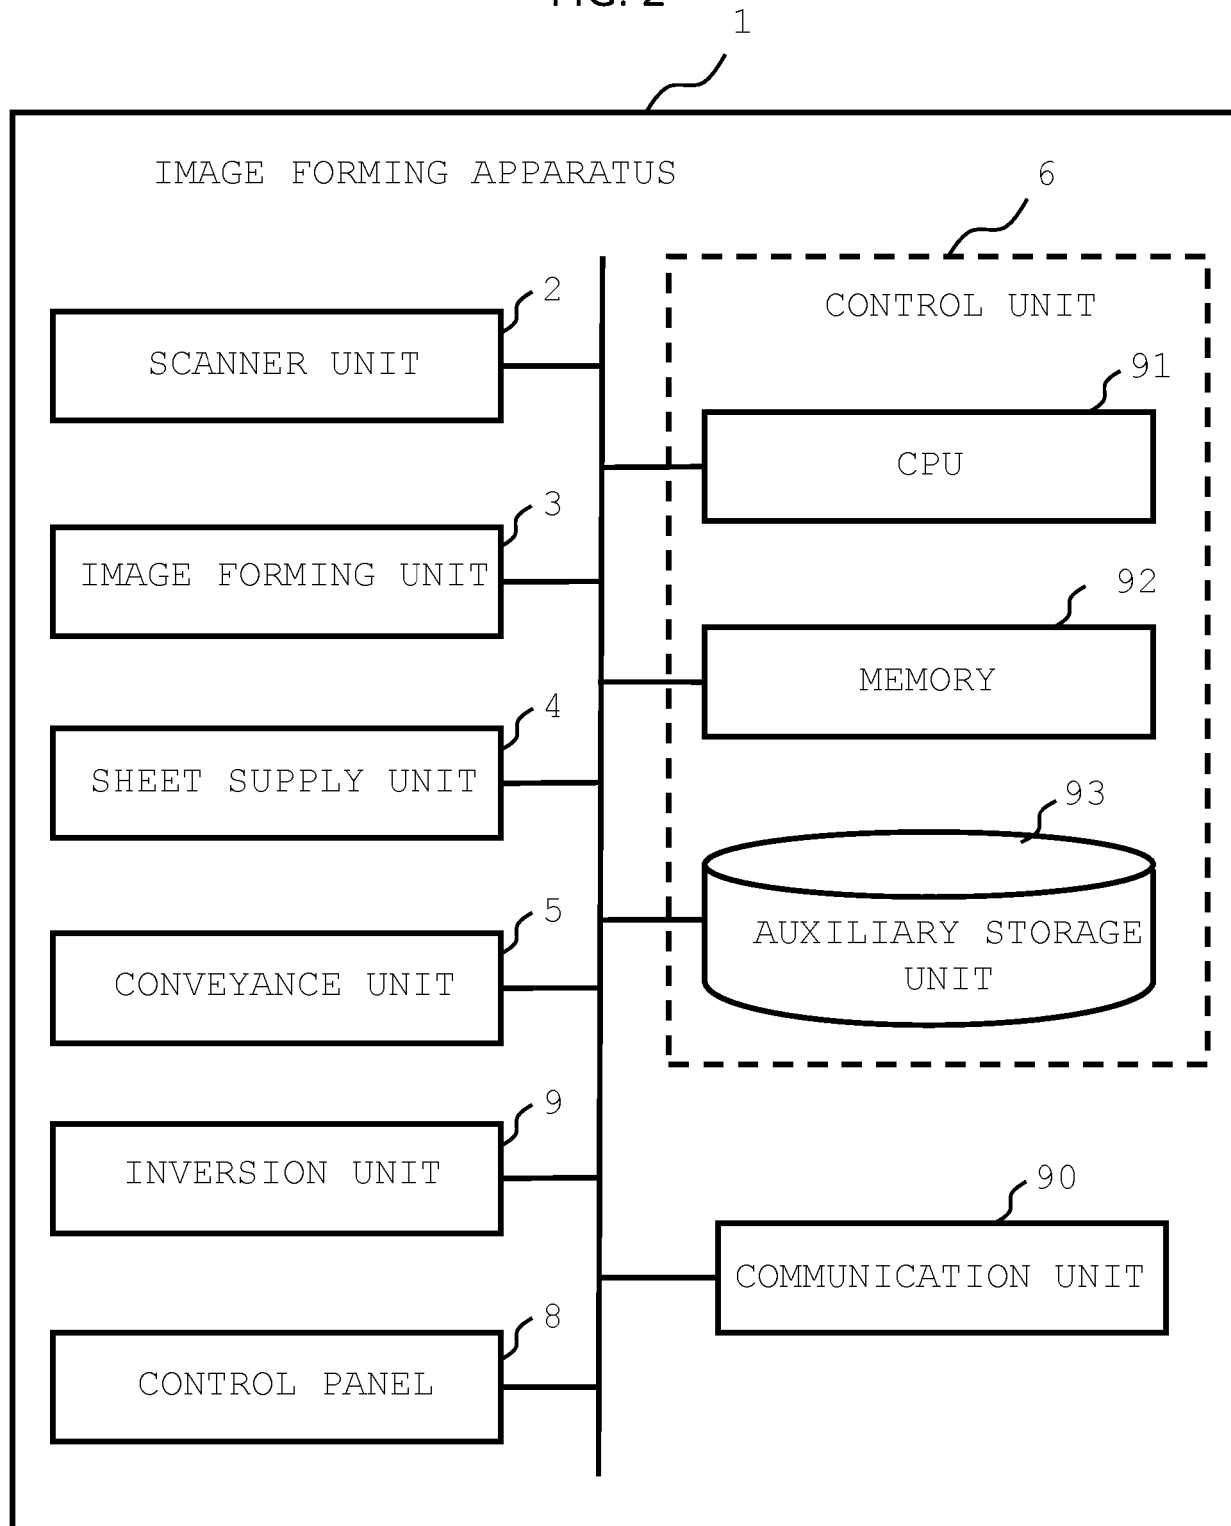 FIG. 2
1
IMAGE FORMING APPARATUS
6
CONTROL UNIT
2
SCANNER UNIT
91
CPU
3
IMAGE FORMING UNIT
92
MEMORY
4
SHEET SUPPLY UNIT
93
AUXILIARY STORAGE
UNIT
5
CONVEYANCE UNIT
9
INVERSION UNIT
90
COMMUNICATION UNIT
8
CONTROL PANEL